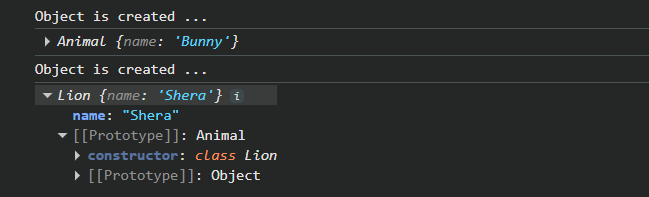 Object is created ...
▶ Animal {name: 'Bunny'}
Object is created ...
▼ Lion {name: 'Shera'} i
name: "Shera"
▼ [[Prototype]]: Animal
▶ constructor: class Lion
▶ [[Prototype]]: Object